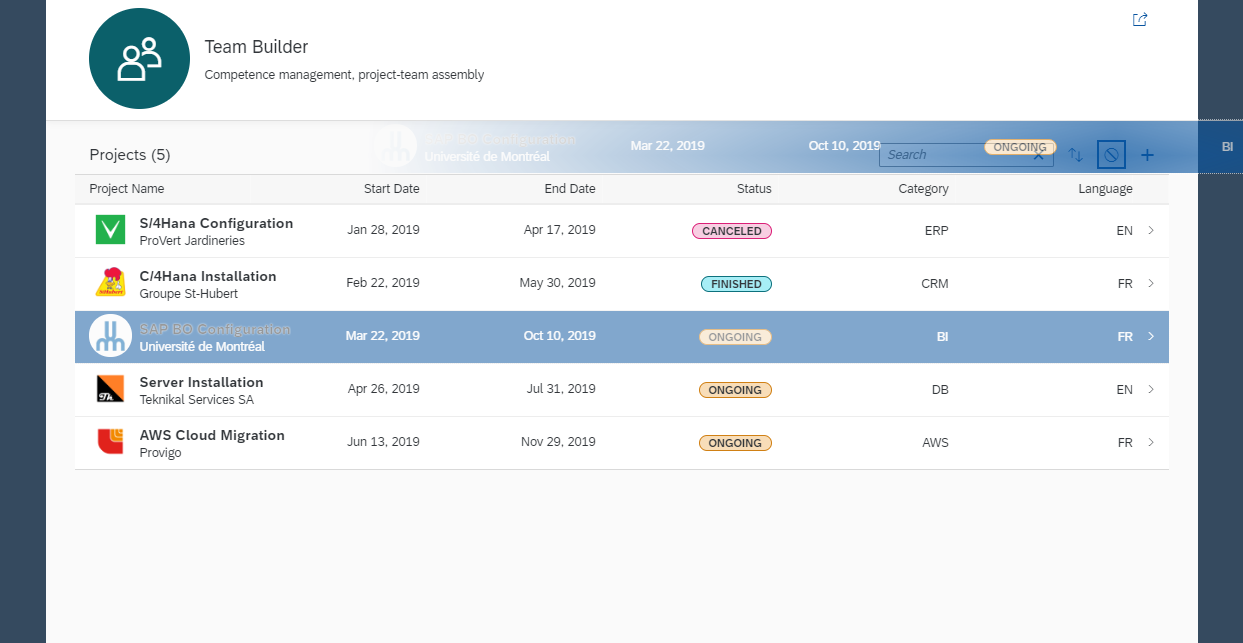 Team Builder
Competence management, project-team assembly
SAP BO Configuration
Université de Montréal
Mar 22, 2019
Oct 10, 2019
ONGOING
BI
Projects (5)
Search
Project Name Start Date End Date Status Category Language
S/4Hana Configuration
ProVert Jardineries
Jan 28, 2019 Apr 17, 2019 CANCELED ERP EN
C/4Hana Installation
Groupe St-Hubert
Feb 22, 2019 May 30, 2019 FINISHED CRM FR
SAP BO Configuration
Université de Montréal
Mar 22, 2019 Oct 10, 2019 ONGOING BI FR
Th
Server Installation
Teknikal Services SA
Apr 26, 2019 Jul 31, 2019 ONGOING DB EN
AWS Cloud Migration
Provigo
Jun 13, 2019 Nov 29, 2019 ONGOING AWS FR